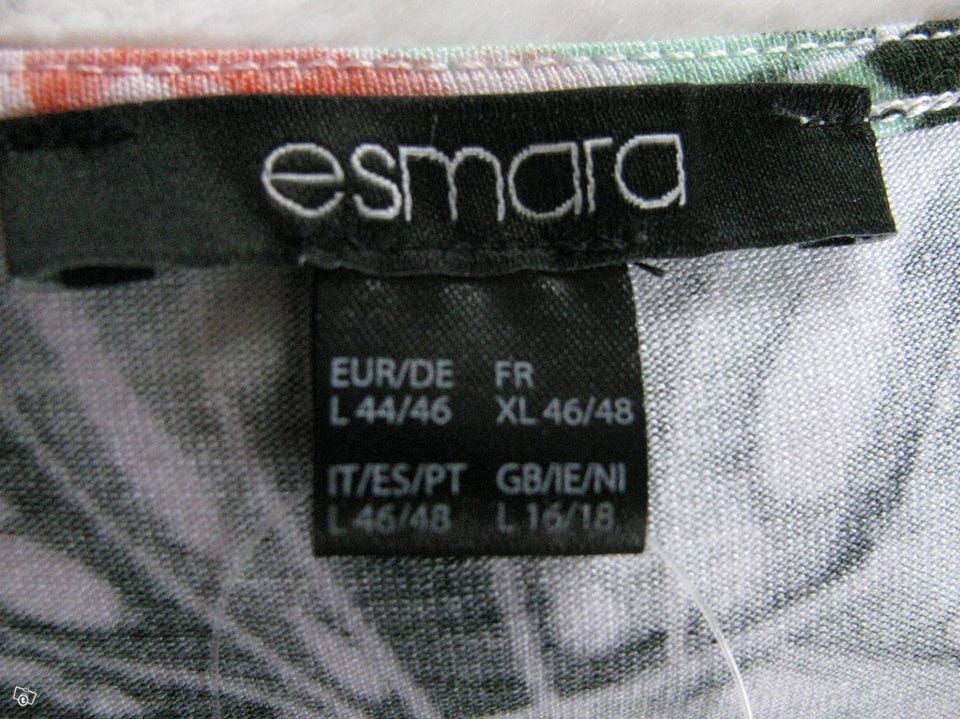 esmara
EUR/DE FR
L 44/46 XL 46/48
IT/ES/PT GB/IE/NI
L 46/48 L 16/18